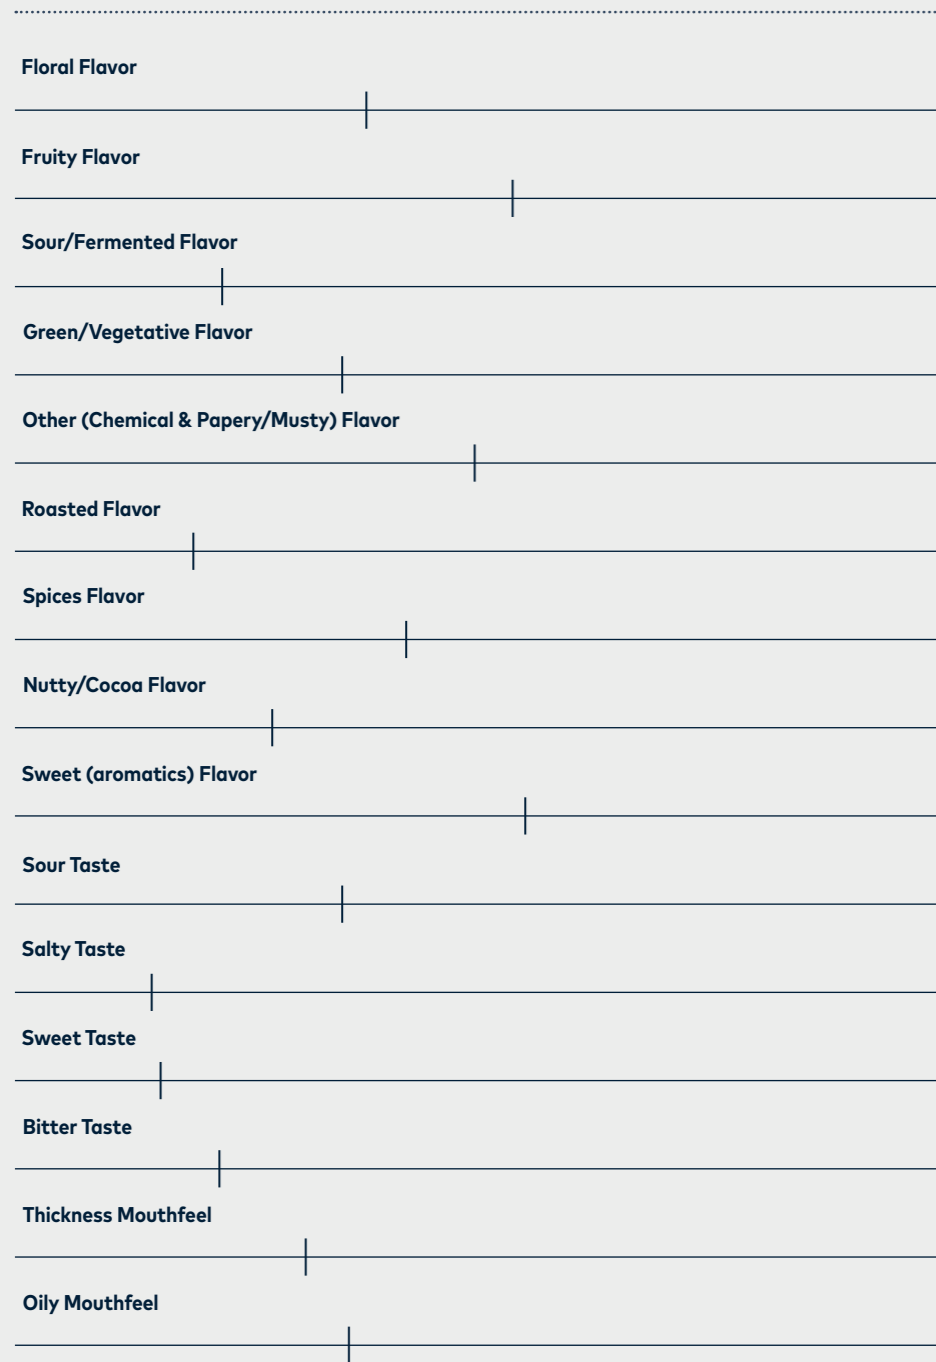 Floral Flavor
Fruity Flavor
Sour/Fermented Flavor
Green/Vegetative Flavor
Other (Chemical & Papery/Musty) Flavor
Roasted Flavor
Spices Flavor
Nutty/Cocoa Flavor
Sweet (aromatics) Flavor
Sour Taste
Salty Taste
Sweet Taste
Bitter Taste
Thickness Mouthfeel
Oily Mouthfeel